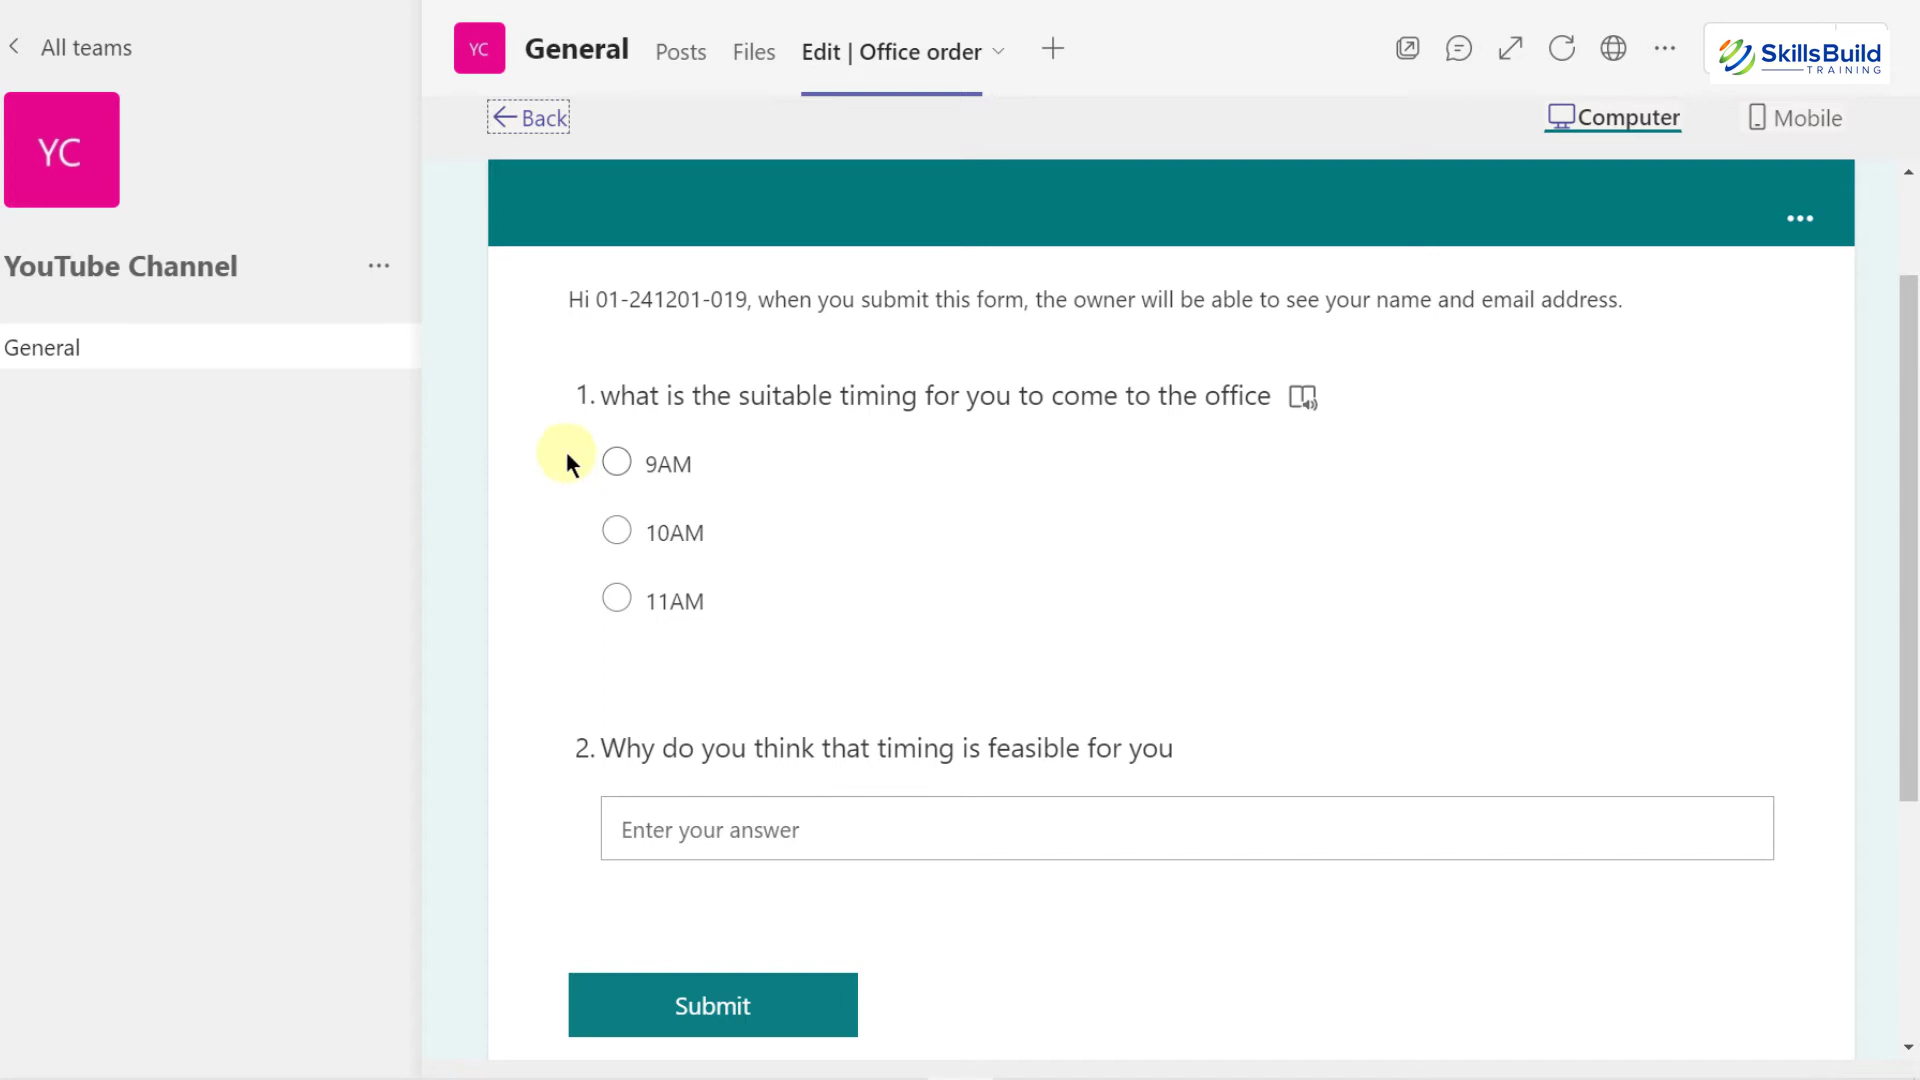 All teams
YC
General
Posts
Files
Edit | Office order
SkillsBuild
TRAINING
YC
YouTube Channel
General
Back
Computer
Mobile
Hi 01-241201-019, when you submit this form, the owner will be able to see your name and email address.
1. what is the suitable timing for you to come to the office
9AM
10AM
11AM
2. Why do you think that timing is feasible for you
Enter your answer
Submit